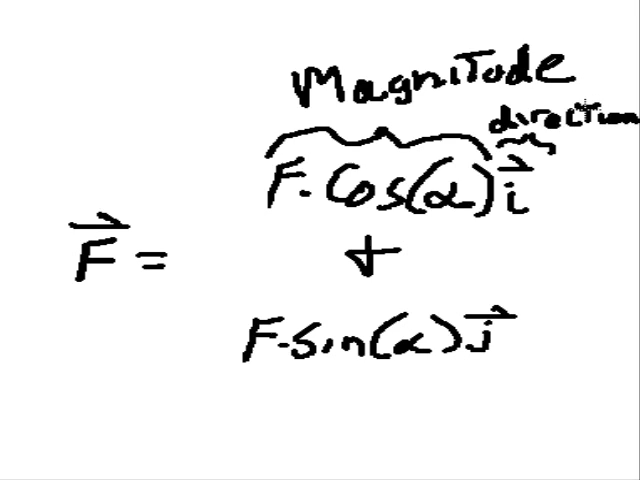 Magnitude
direction
F·Cos(α)i⃗
F⃗ = +
F·sin(α)j⃗